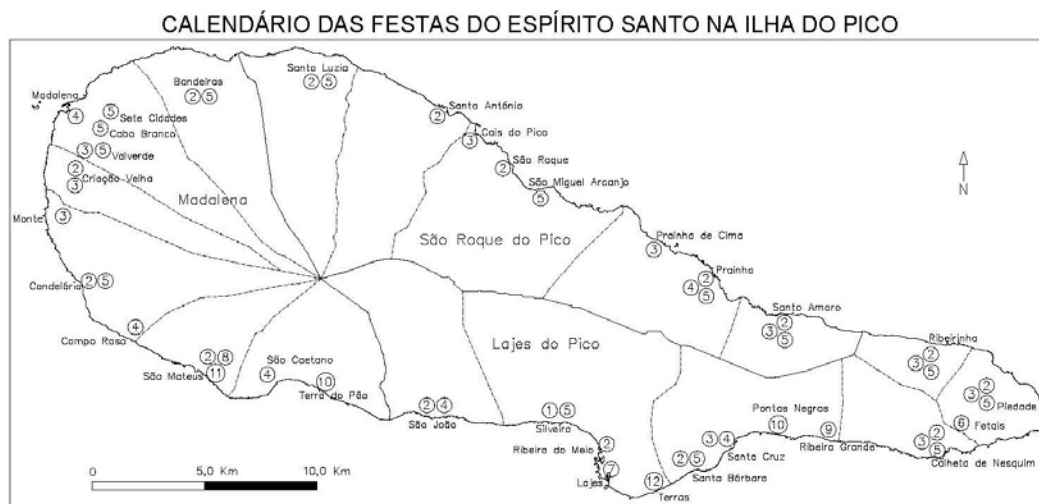 CALENDÁRIO DAS FESTAS DO ESPÍRITO SANTO NA ILHA DO PICO
Santa Luzia
2 5
Bandeiras
2 5
Madalena
4
5
Sete Cidades
5
Cabo Branco
Santo António
2
Cais do Pico
3
3 5
Valverde
2
Criação Velha
3
São Roque
2
São Miguel Arcanjo
5
N
Madalena
Monte
3
São Roque do Pico
Prainha de Cima
3
Candelária
2 5
Prainha
2
4
5
Santo Amaro
2
3
5
Campo Raso
4
Lajes do Pico
Ribeirinha
2
3
5
São Mateus
2 8
11
São Caetano
4
10
Terra do Pão
2
3
5
Piedade
2 4
São João
1 5
Silveira
Pontas Negras
10
9
Ribeira Grande
6
Fetais
Ribeira do Meio
2
3 4
Santa Cruz
2
3
5
Calheta de Nesquim
Lajes
7
2 5
Santa Bárbara
12
Terras
0 5,0 Km 10,0 Km